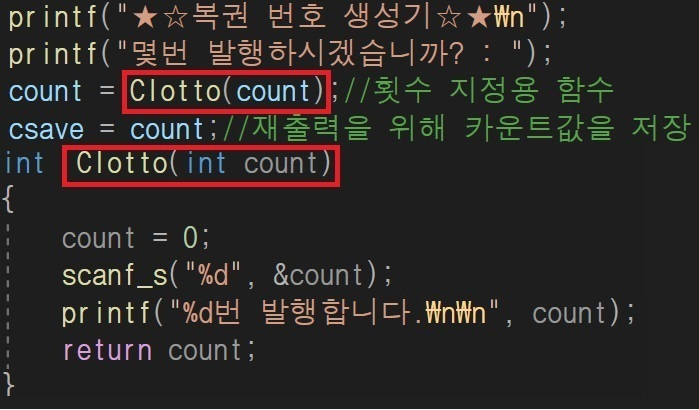 printf("★☆복권 번호 생성기☆★₩n");
printf("몇번 발행하시겠습니까? : ");
count = Clotto(count);//횟수 지정용 함수
csave = count;//재출력을 위해 카운트값을 저장
int Clotto(int count)
{
count = 0;
scanf_s("%d", &count);
printf("%d번 발행합니다.₩n₩n", count);
return count;
}